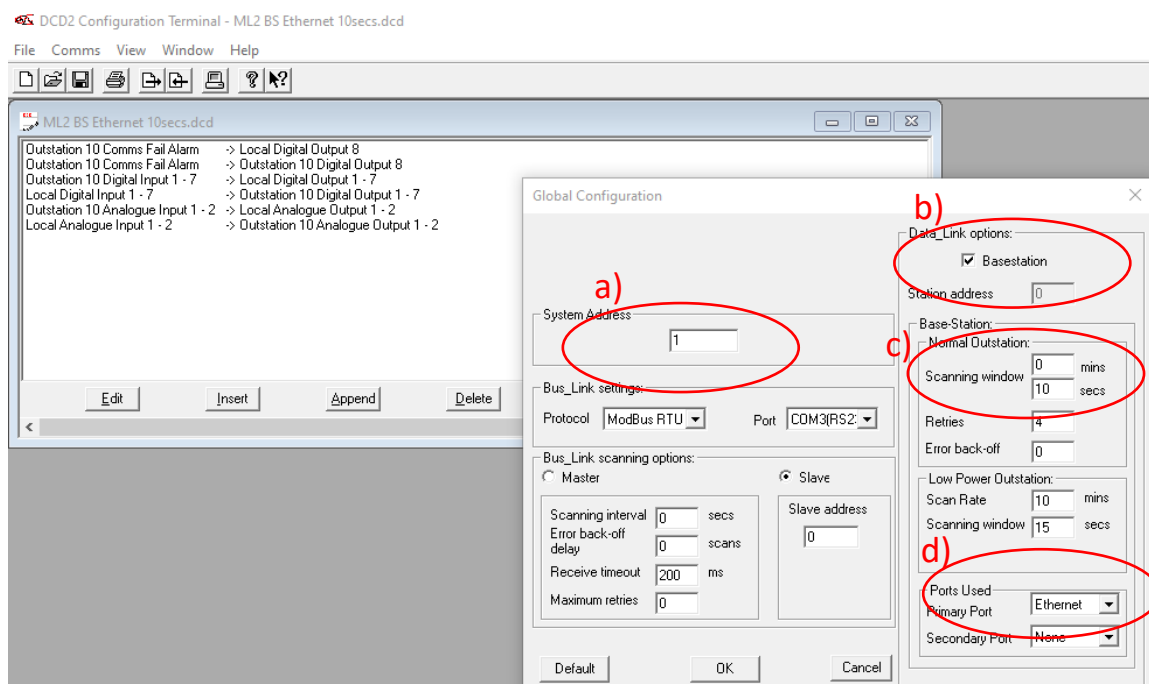 DCD2 Configuration Terminal - ML2 BS Ethernet 10secs.dcd
File Comms View Window Help
ML2 BS Ethernet 10secs.dcd
Outstation 10 Comms Fail Alarm -> Local Digital Output 8
Outstation 10 Comms Fail Alarm -> Outstation 10 Digital Output 8
Outstation 10 Digital Input 1 - 7 -> Local Digital Output 1 - 7
Local Digital Input 1 - 7 -> Outstation 10 Digital Output 1 - 7
Outstation 10 Analogue Input 1 - 2 -> Local Analogue Output 1 - 2
Local Analogue Input 1 - 2 -> Outstation 10 Analogue Output 1 - 2
Edit Insert Append Delete
Global Configuration
a)
System Address
1
Bus_Link settings:
Protocol ModBus RTU Port COM3(RS2:
Bus_Link scanning options:
Master Slave
Scanning interval 0 secs
Error back-off
delay 0 scans
Receive timeout 200 ms
Maximum retries 0
Slave address
0
Default OK Cancel
b)
Data_Link options:
Basestation
Station address 0
Base-Station:
c)
Normal Outstation:
Scanning window 0 mins
10 secs
Retries 4
Error back-off 0
Low Power Outstation:
Scan Rate 10 mins
Scanning window 15 secs
d)
Ports Used
Primary Port Ethernet
Secondary Port None